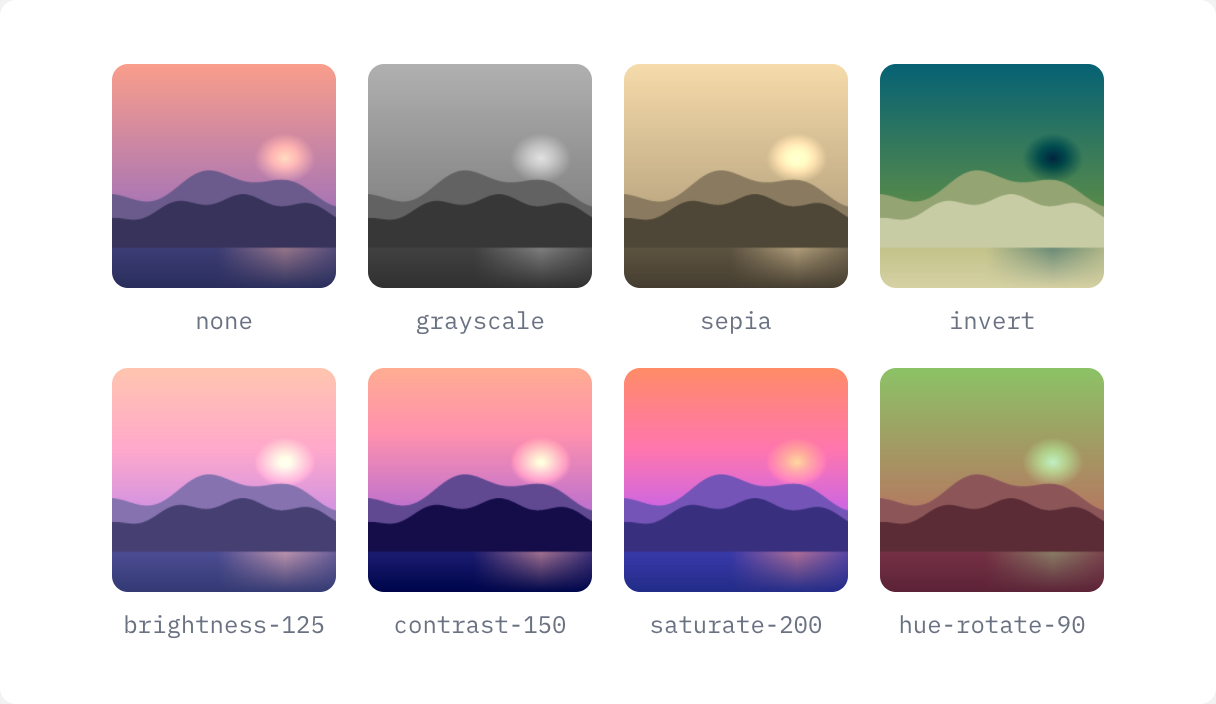 none
grayscale
sepia
invert
brightness-125
contrast-150
saturate-200
hue-rotate-90